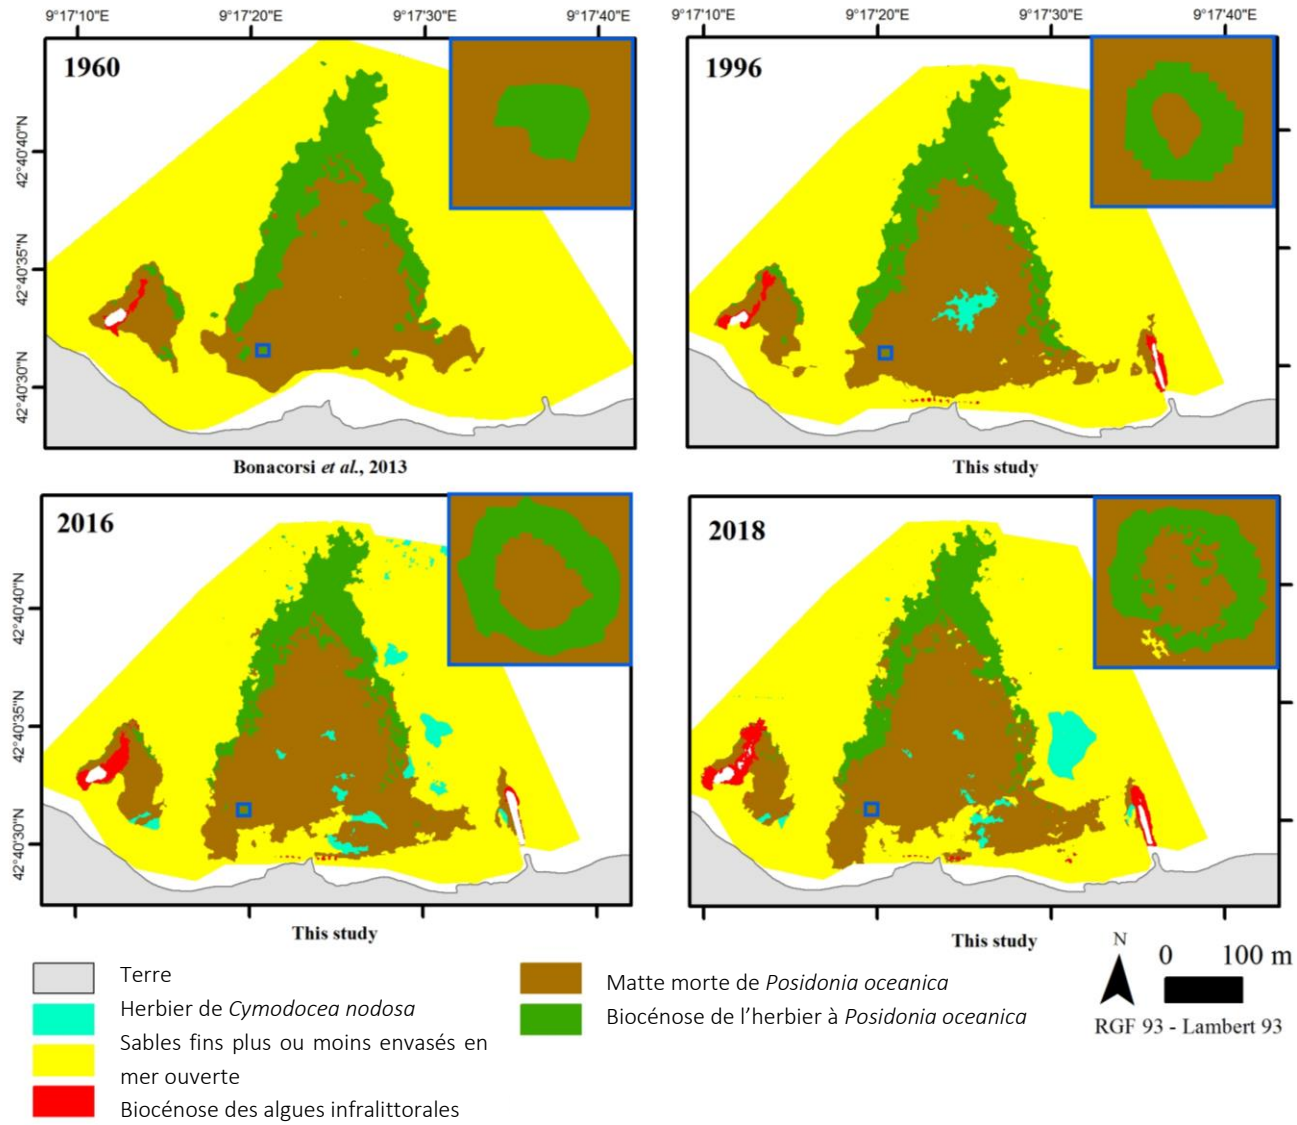 9°17'10"E 9°17'20"E 9°17'30"E 9°17'40"E
9°17'10"E 9°17'20"E 9°17'30"E 9°17'40"E
1960
1996
42°40'40"N
42°40'35"N
42°40'30"N
Bonacorsi et al., 2013
This study
2016
2018
42°40'40"N
42°40'35"N
42°40'30"N
This study
This study
Terre
Herbier de Cymodocea nodosa
Sables fins plus ou moins envasés en
mer ouverte
Biocénose des algues infralittorales
Matte morte de Posidonia oceanica
Biocénose de l'herbier à Posidonia oceanica
N
0 100 m
RGF 93 - Lambert 93